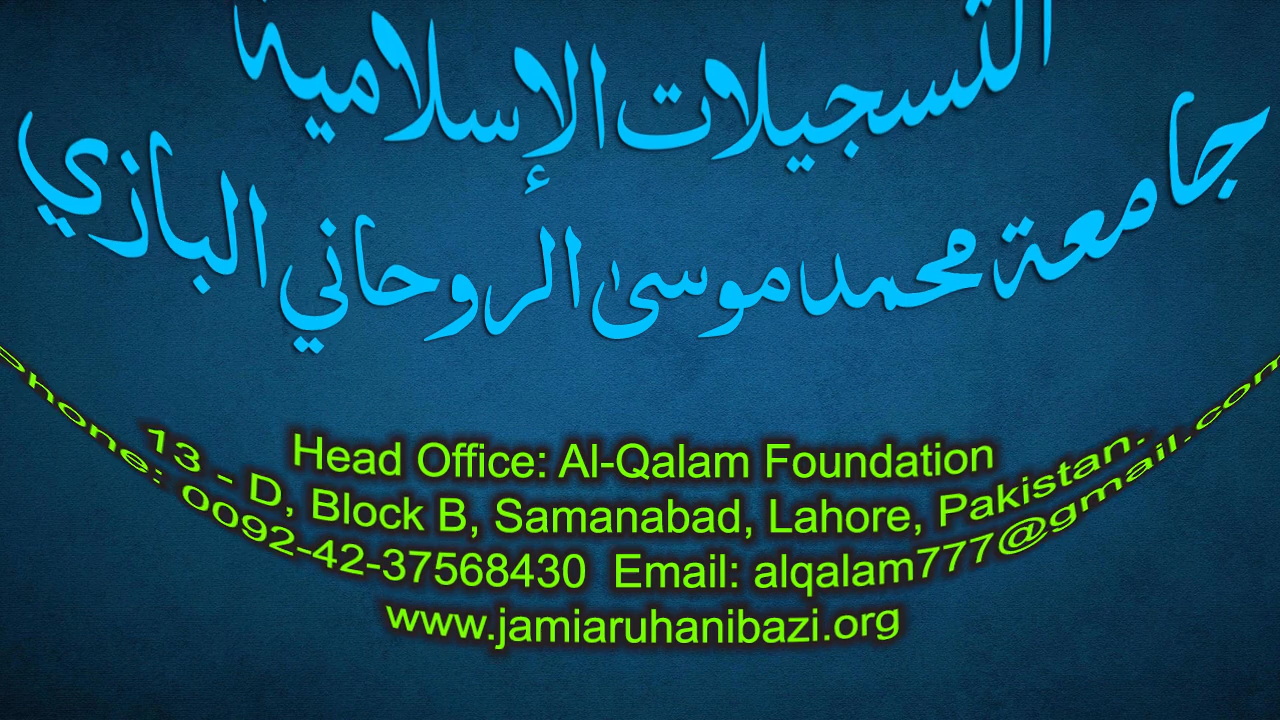 التسجيلات الإسلامية
جامعة محمد موسىٰ الروحاني البازي
Head Office: Al-Qalam Foundation
13 - D, Block B, Samanabad, Lahore, Pakistan.
Phone: 0092-42-37568430 Email: alqalam777@gmail.com
www.jamiaruhanibazi.org